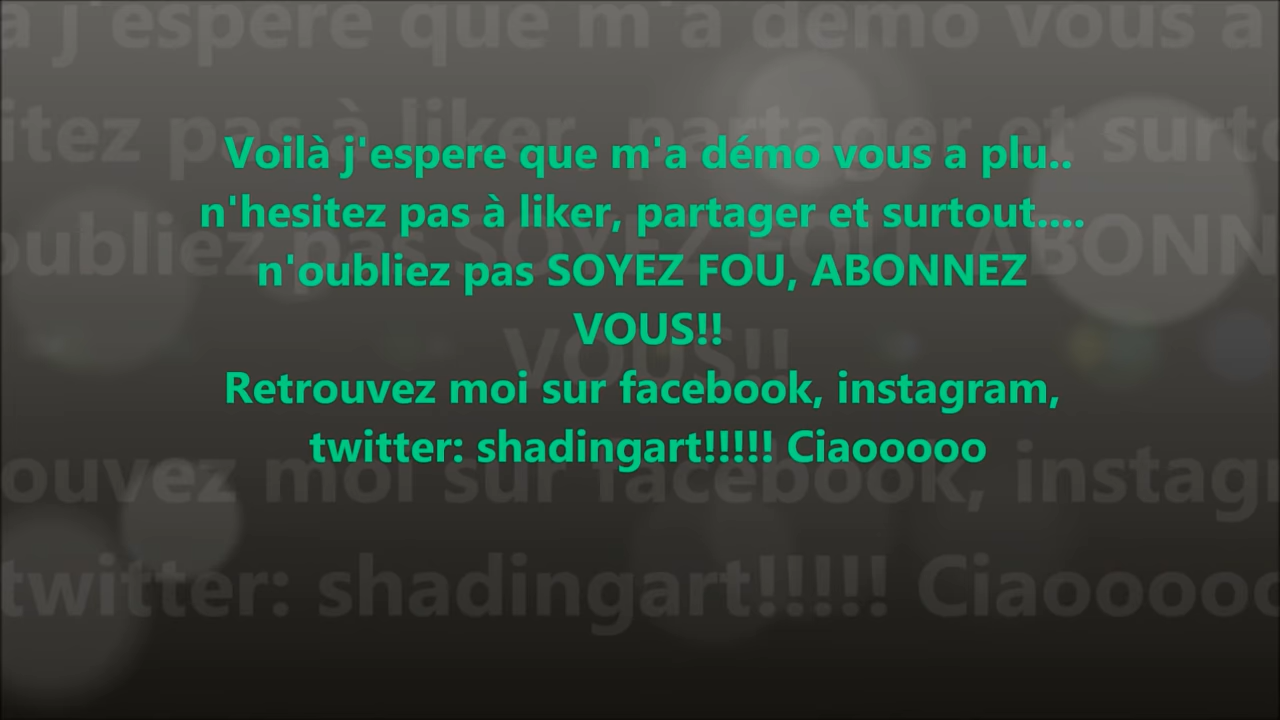 Voilà j'espere que m'a démo vous a plu..
n'hesitez pas à liker, partager et surtout....
n'oubliez pas SOYEZ FOU, ABONNEZ
VOUS!!
Retrouvez moi sur facebook, instagram,
twitter: shadingart!!!!! Ciaooooo